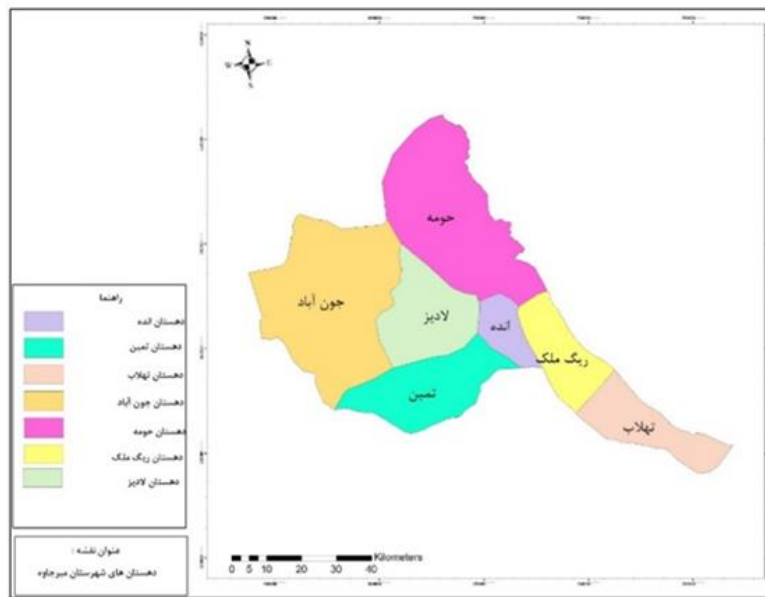 N
W E
S
حومه
جون آباد
لادیز
انده
ریگ ملک
تمین
تهلاب
راهنما
دهستان انده
دهستان تمین
دهستان تهلاب
دهستان جون آباد
دهستان حومه
دهستان ریگ ملک
دهستان لادیز
Kilometers
0 5 10 20 30 40
عنوان نقشه :
دهستان های شهرستان میرجاوه